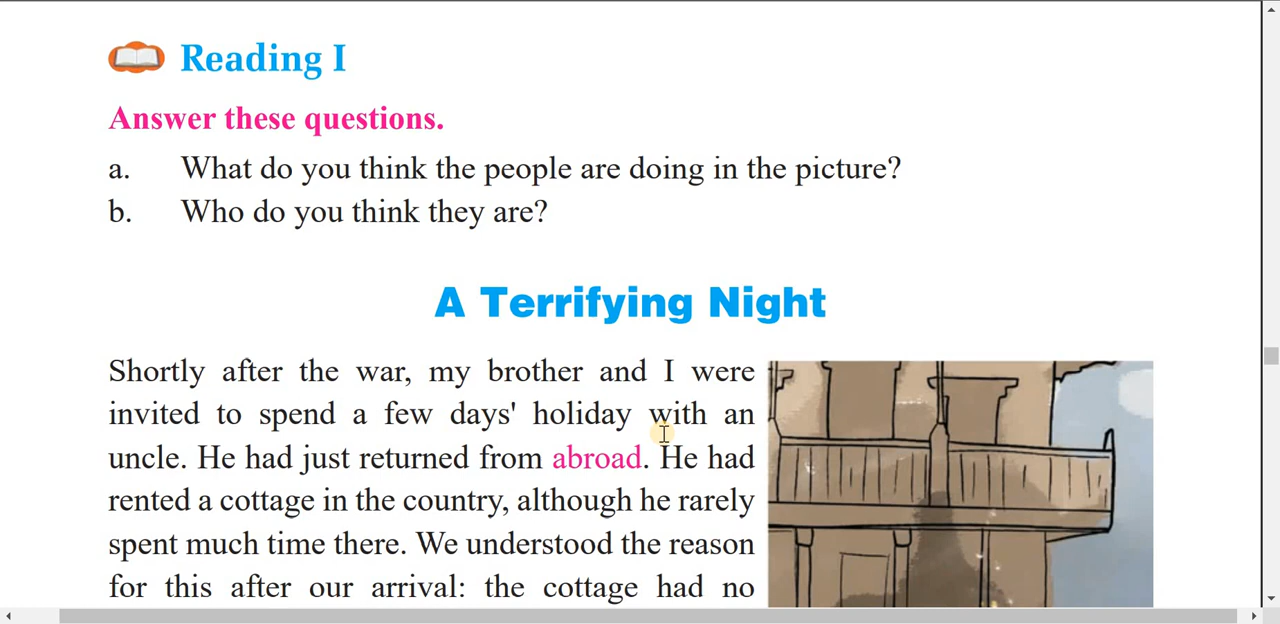 Reading I
Answer these questions.
a. What do you think the people are doing in the picture?
b. Who do you think they are?
A Terrifying Night
Shortly after the war, my brother and I were
invited to spend a few days' holiday with an
uncle. He had just returned from abroad. He had
rented a cottage in the country, although he rarely
spent much time there. We understood the reason
for this after our arrival: the cottage had no